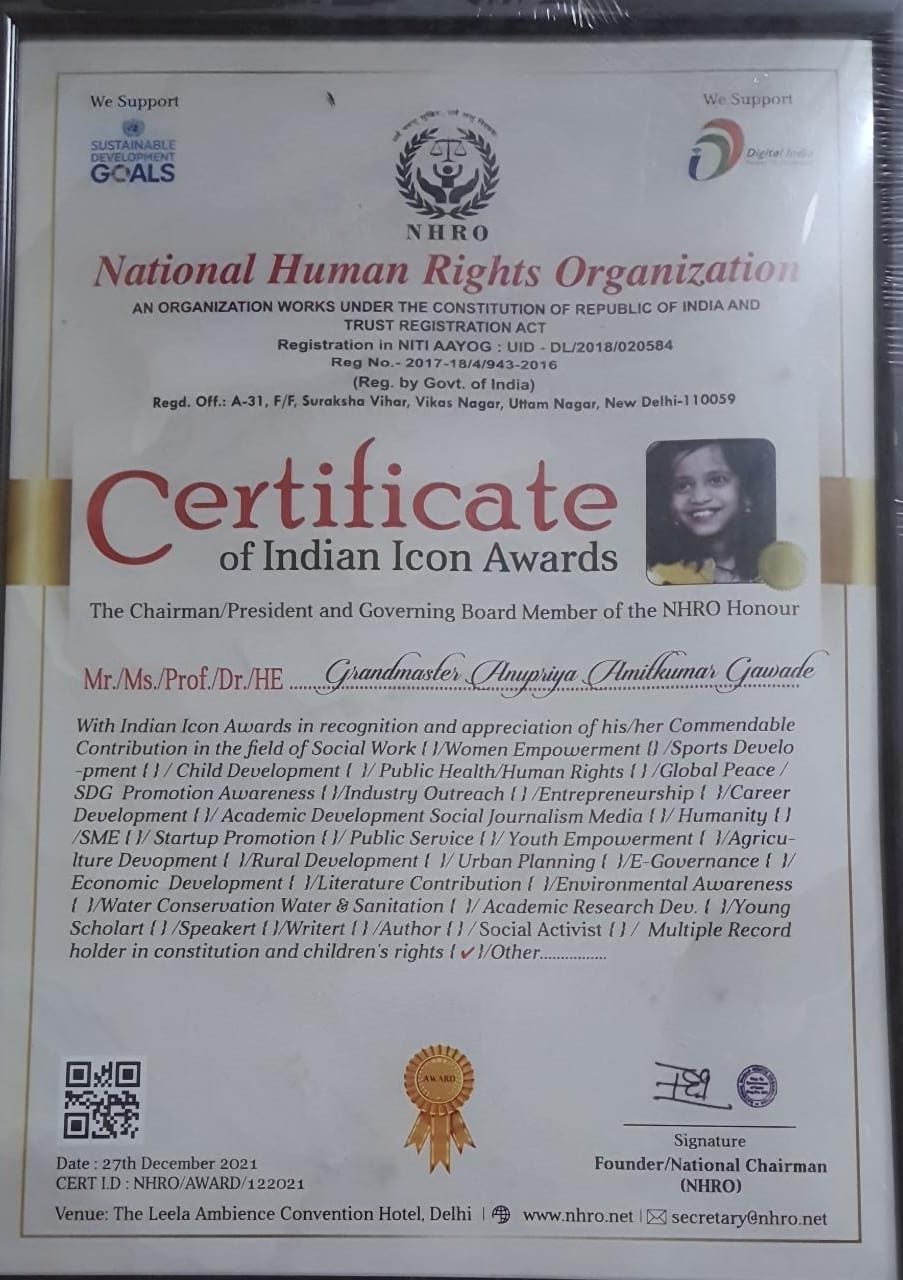 We Support
SUSTAINABLE
DEVELOPMENT
GOALS
We Support
Digital India
NHRO
National Human Rights Organization
AN ORGANIZATION WORKS UNDER THE CONSTITUTION OF REPUBLIC OF INDIA AND
TRUST REGISTRATION ACT
Registration in NITI AAYOG : UID - DL/2018/020584
Reg No.- 2017-18/4/943-2016
(Reg. by Govt. of India)
Regd. Off.: A-31, F/F, Suraksha Vihar, Vikas Nagar, Uttam Nagar, New Delhi-110059
Certificate
of Indian Icon Awards
The Chairman/President and Governing Board Member of the NHRO Honour
Mr./Ms./Prof./Dr./HE ......Grandmaster Anupriya Amitkumar Gawade
With Indian Icon Awards in recognition and appreciation of his/her Commendable
Contribution in the field of Social Work { }/Women Empowerment {} /Sports Develo
-pment { } / Child Development { }/ Public Health/Human Rights { } /Global Peace /
SDG Promotion Awareness { }/Industry Outreach { } /Entrepreneurship { }/Career
Development { }/ Academic Development Social Journalism Media { }/ Humanity { }
/SME { }/ Startup Promotion { }/ Public Service { }/ Youth Empowerment { }/Agricu-
lture Devopment { }/Rural Development { }/ Urban Planning { }/E-Governance { }/
Economic Development { }/Literature Contribution { }/Environmental Awareness
{ }/Water Conservation Water & Sanitation { }/ Academic Research Dev. { }/Young
Scholart { } /Speakert { }/Writert { } /Author { } / Social Activist { } / Multiple Record
holder in constitution and children's rights { ✔ }/Other.................
AWARD
Date : 27th December 2021
CERT I.D : NHRO/AWARD/122021
Signature
Founder/National Chairman
(NHRO)
Venue: The Leela Ambience Convention Hotel, Delhi | www.nhro.net | secretary@nhro.net